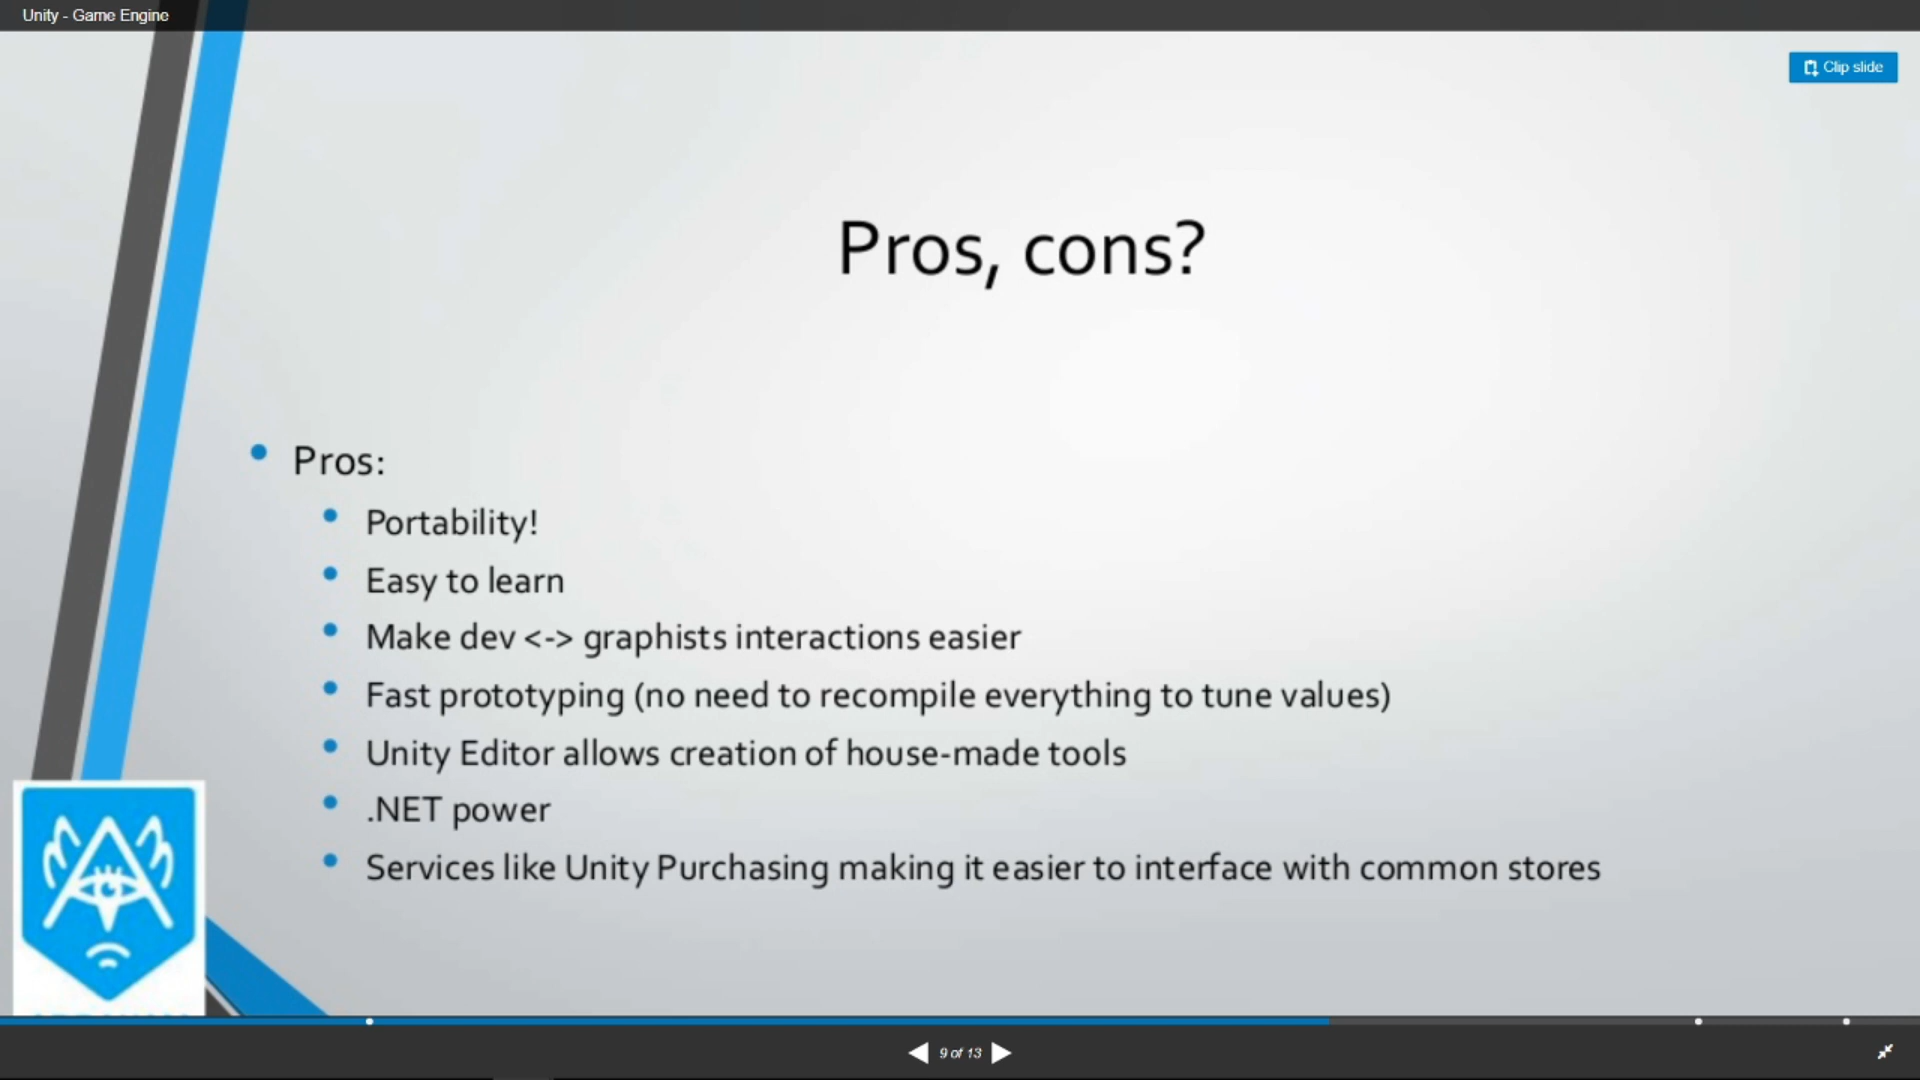 Unity - Game Engine
Clip slide
Pros, cons?
Pros:
Portability!
Easy to learn
Make dev <-> graphists interactions easier
Fast prototyping (no need to recompile everything to tune values)
Unity Editor allows creation of house-made tools
.NET power
Services like Unity Purchasing making it easier to interface with common stores
9 of 13